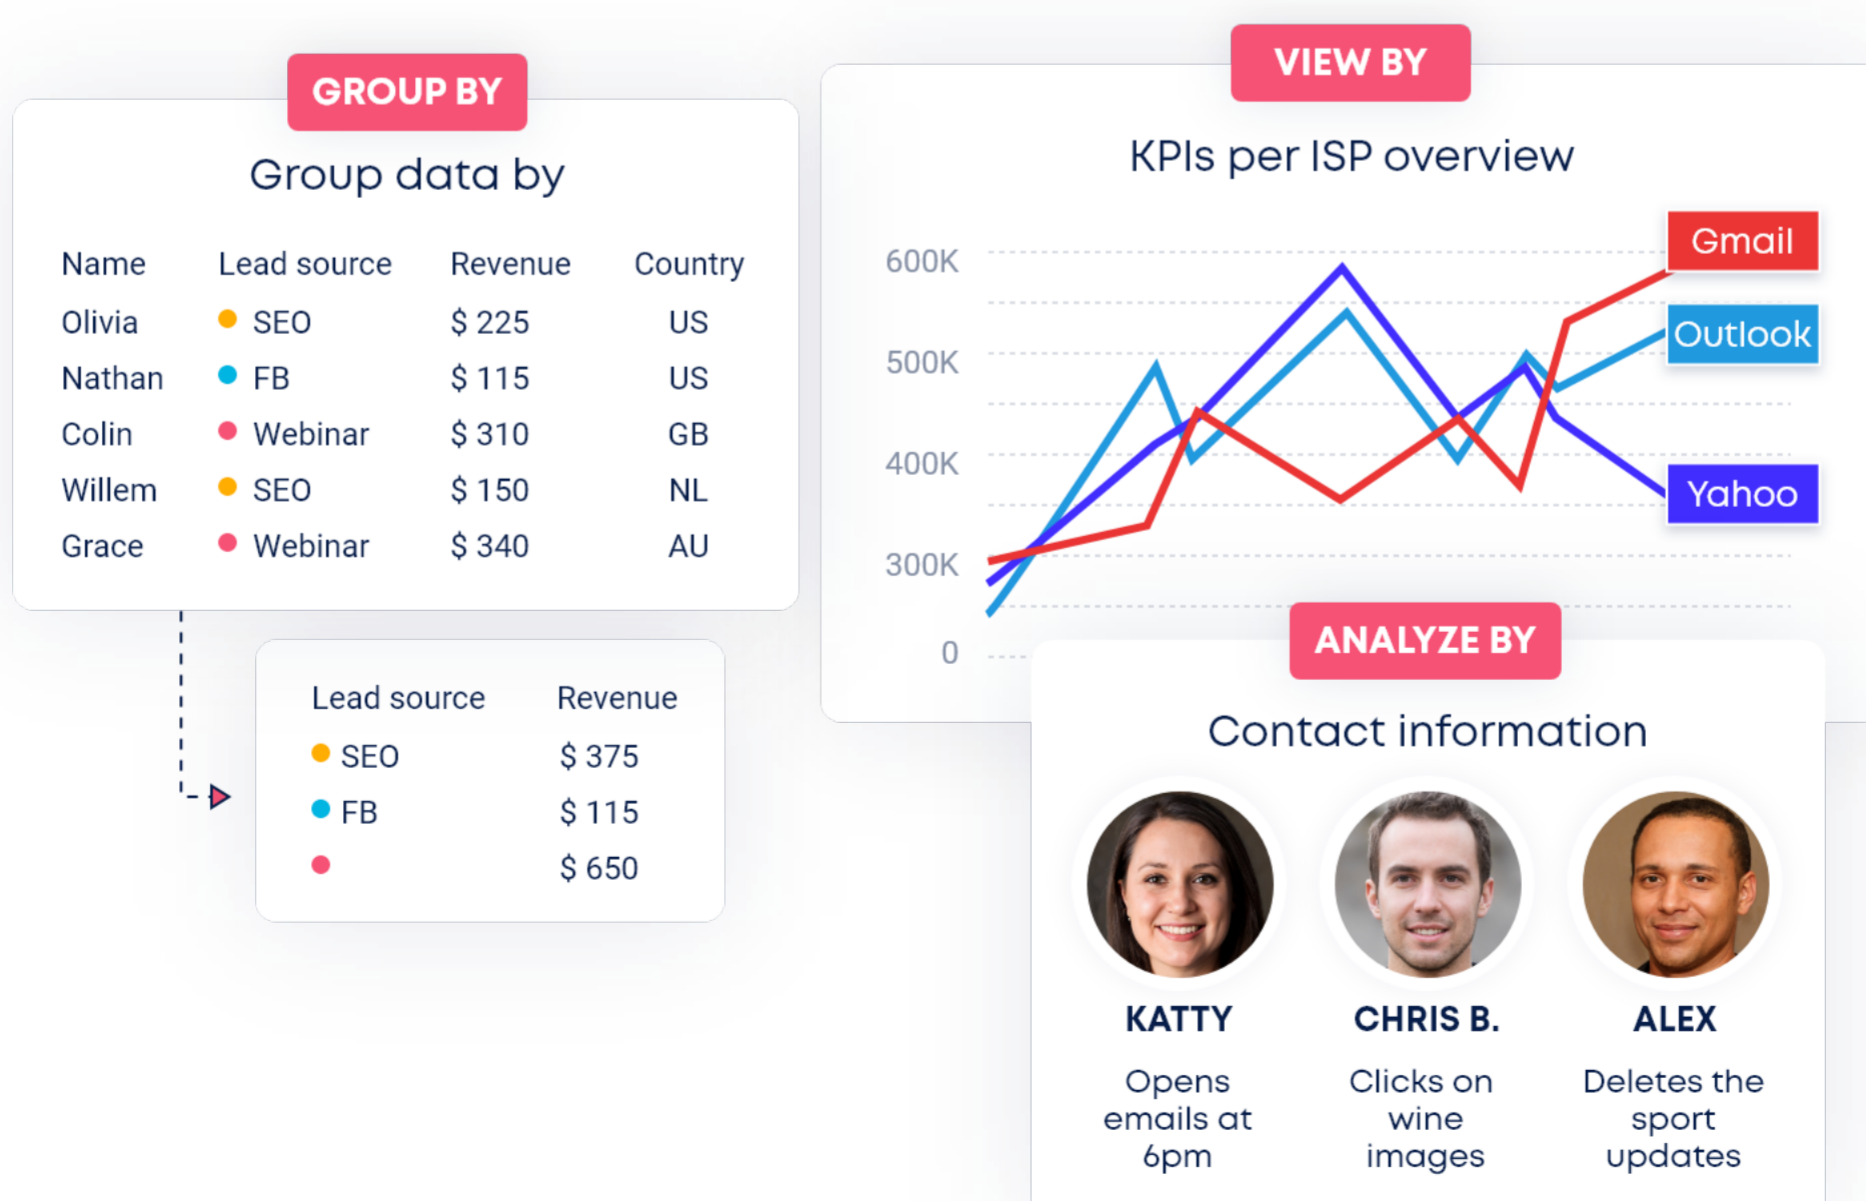 GROUP BY
Group data by
Name Lead source Revenue Country
Olivia SEO $ 225 US
Nathan FB $ 115 US
Colin Webinar $ 310 GB
Willem SEO $ 150 NL
Grace Webinar $ 340 AU
Lead source Revenue
SEO $ 375
FB $ 115
$ 650
VIEW BY
KPIs per ISP overview
600K
500K
400K
300K
0
Gmail
Outlook
Yahoo
ANALYZE BY
Contact information
KATTY CHRIS B. ALEX
Opens Clicks on Deletes the
emails at wine sport
6pm images updates